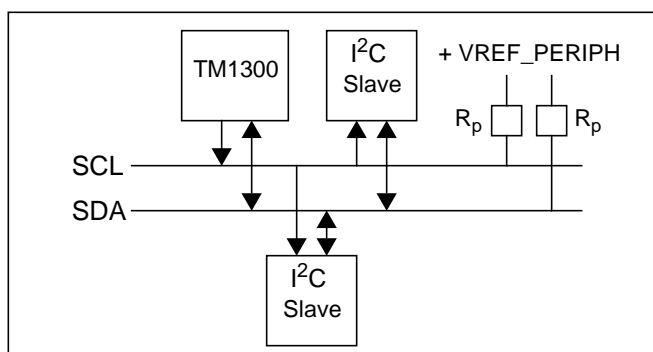 TM1300
I²C
Slave
+ VREF_PERIPH
Rₚ
Rₚ
SCL
SDA
I²C
Slave